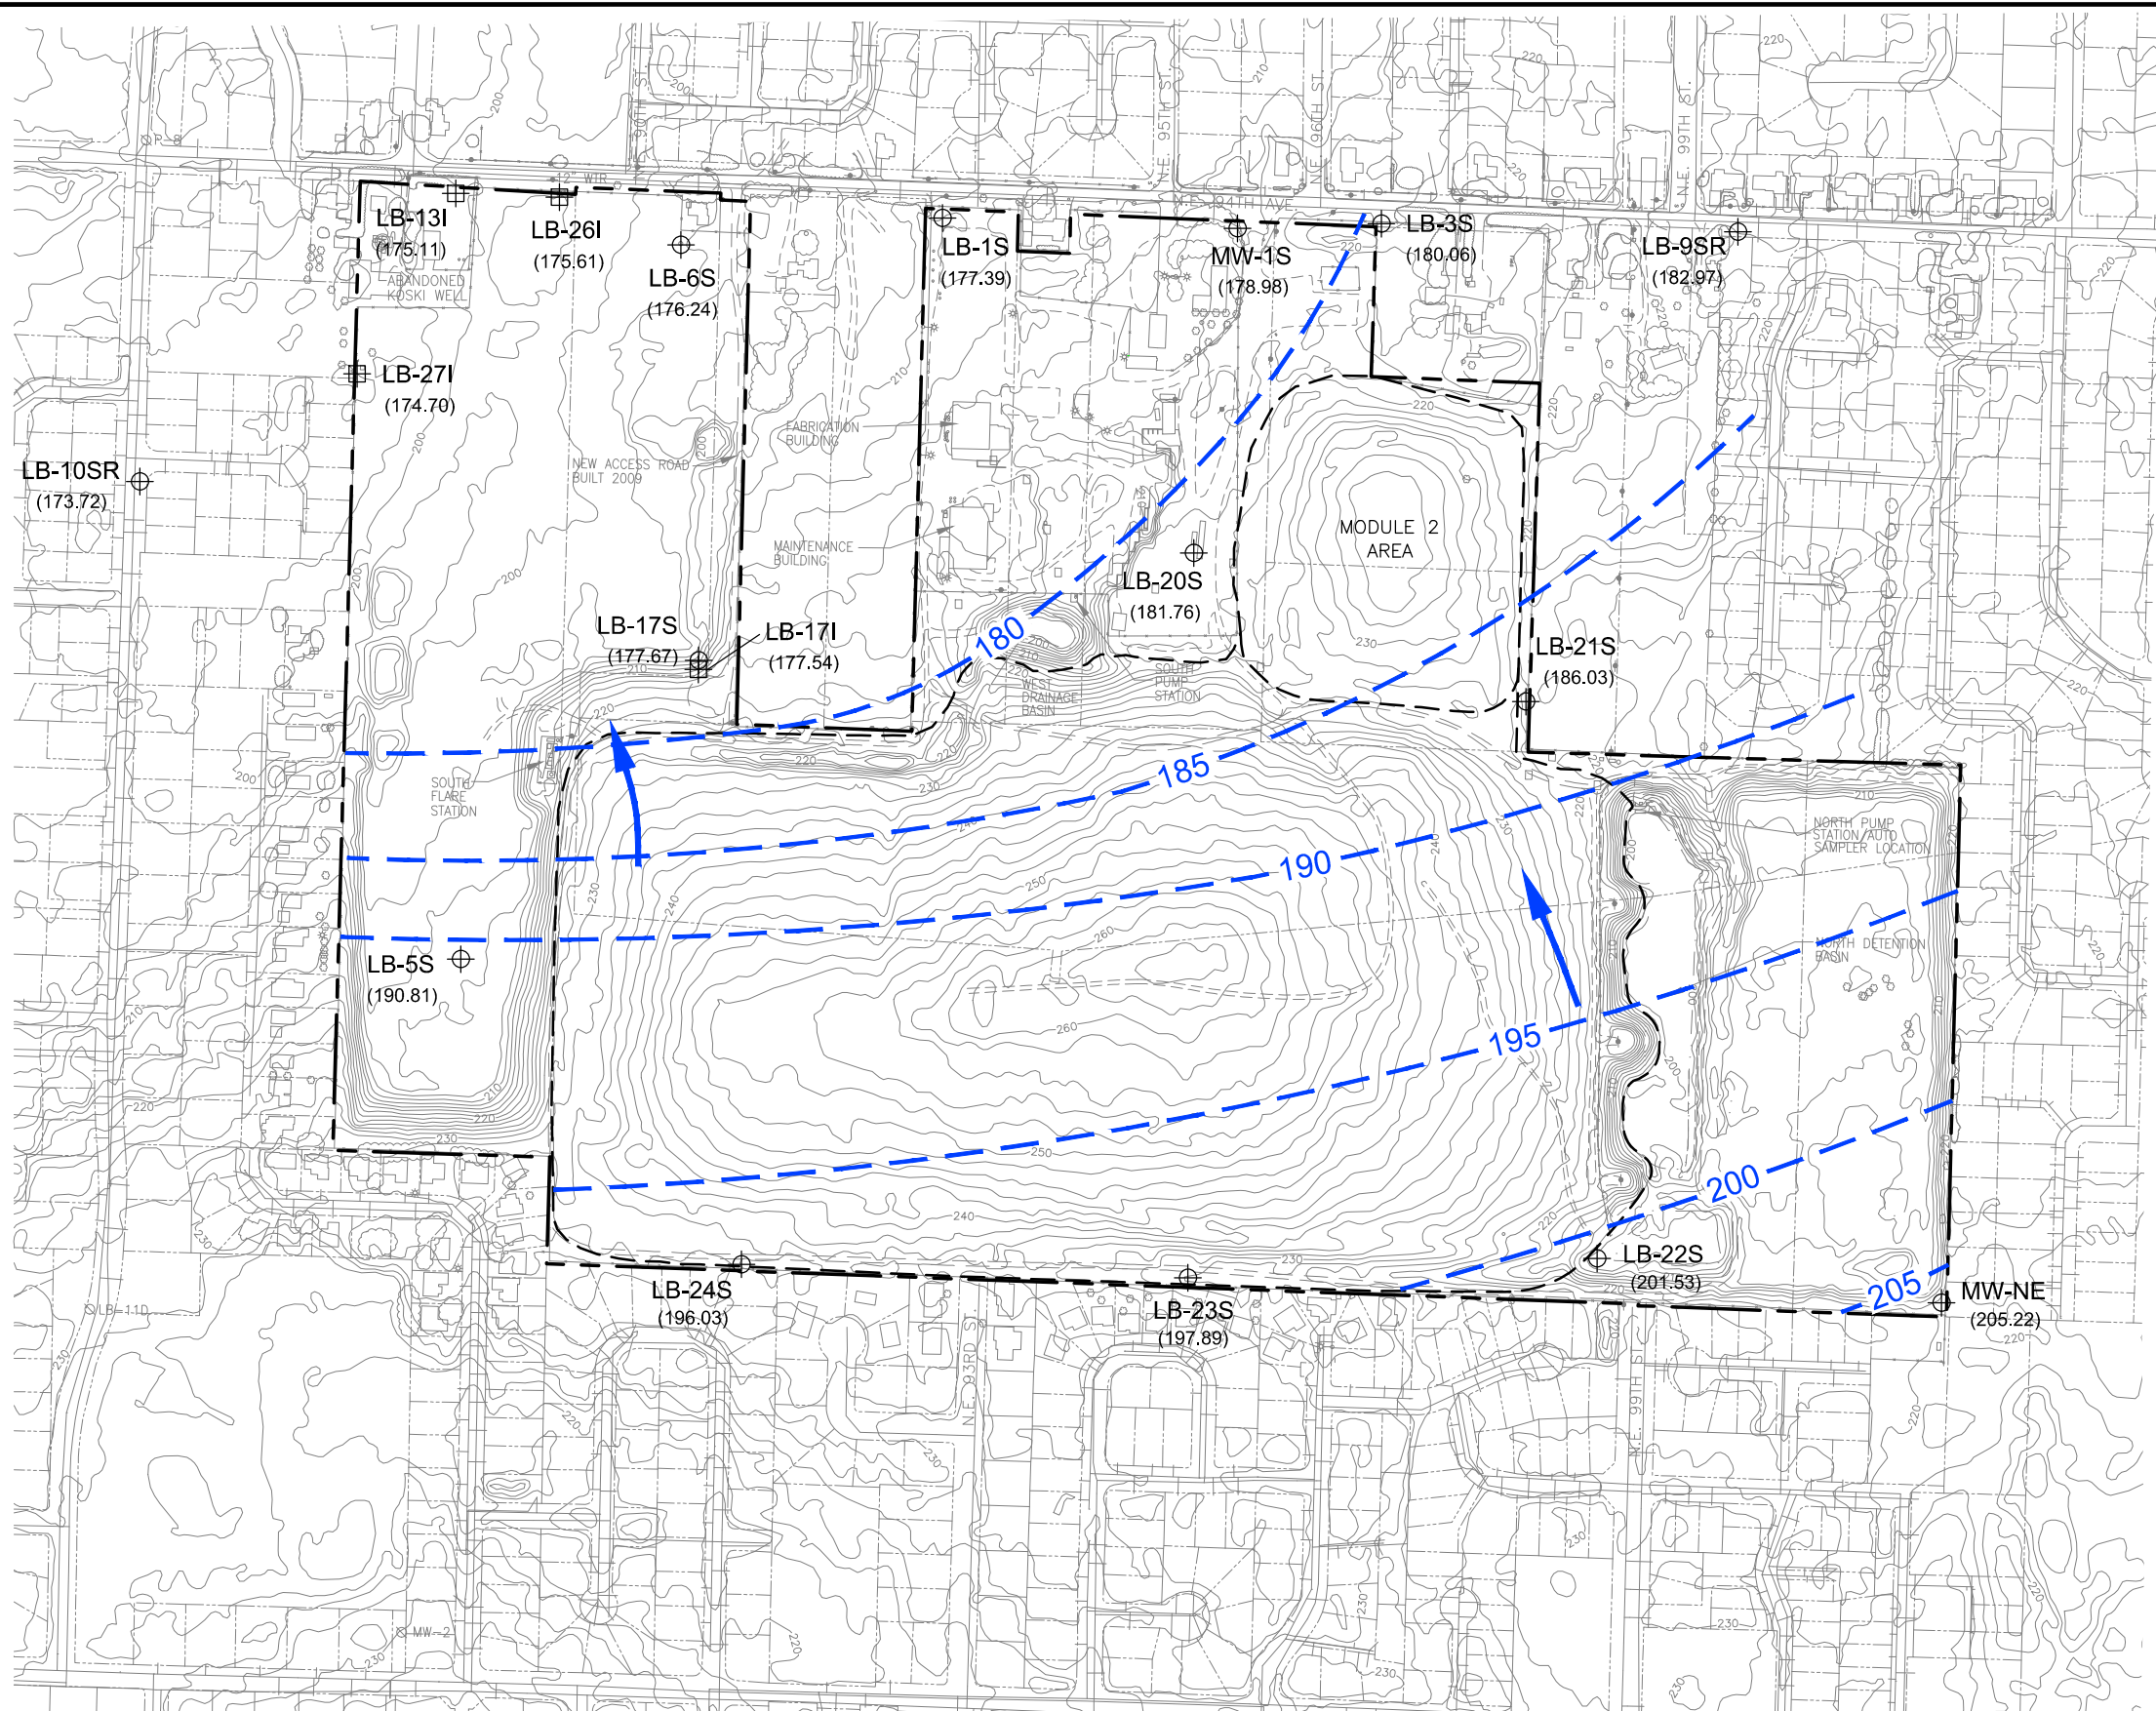 N.E. 94TH AVE
90TH ST.
N.E. 95TH ST.
N.E. 96TH ST
N.E. 99TH ST.
P-8
2" WTR
LB-13I
(175.11)
ABANDONED
KOSKI WELL
LB-26I
(175.61)
LB-6S
(176.24)
LB-1S
(177.39)
MW-1S
(178.98)
LB-3S
(180.06)
LB-9SR
(182.97)
LB-27I
(174.70)
LB-10SR
(173.72)
NEW ACCESS ROAD
BUILT 2009
FABRICATION
BUILDING
MAINTENANCE
BUILDING
MODULE 2
AREA
LB-20S
(181.76)
LB-17S
(177.67)
LB-17I
(177.54)
LB-21S
(186.03)
180
WEST
DRAINAGE
BASIN
SOUTH
PUMP
STATION
SOUTH
FLARE
STATION
185
190
NORTH PUMP
STATION/AUTO
SAMPLER LOCATION
NORTH DETENTION
BASIN
LB-5S
(190.81)
195
200
205
LB-24S
(196.03)
LB-23S
(197.89)
LB-22S
(201.53)
MW-NE
(205.22)
LB-11D
N.E. 93RD ST.
N.E. 99TH ST.
MW-2